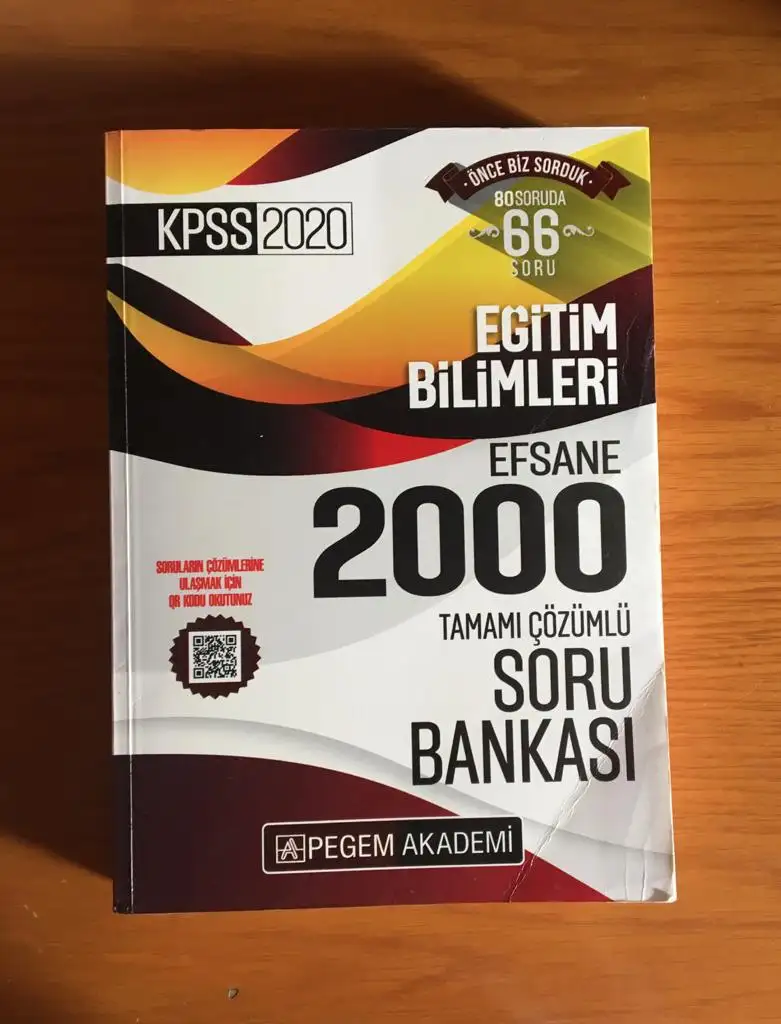 KPSS 2020
· ÖNCE BİZ SORDUK ·
80 SORUDA
66
SORU
EĞİTİM
BİLİMLERİ
EFSANE
2000
TAMAMI ÇÖZÜMLÜ
SORU
BANKASI
SORULARIN ÇÖZÜMLERİNE
ULAŞMAK İÇİN
QR KODU OKUTUNUZ
PEGEM AKADEMİ